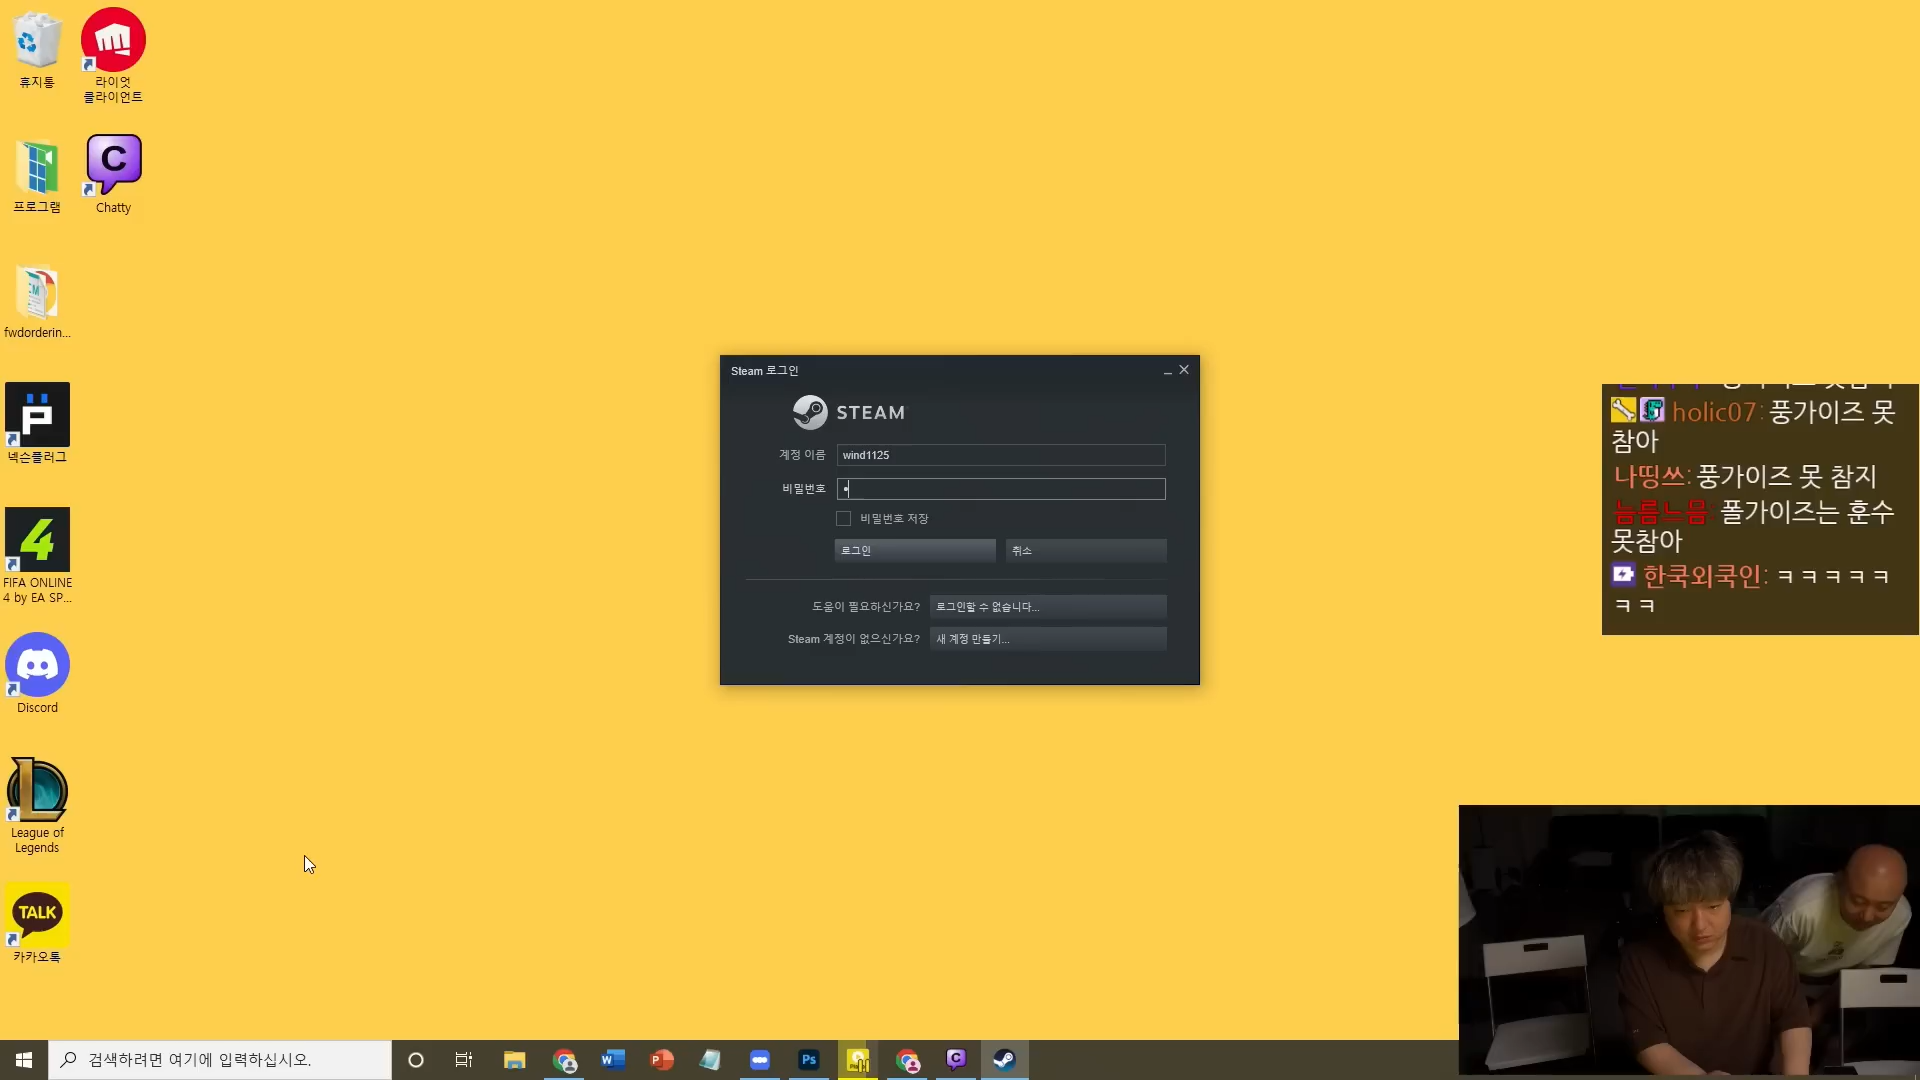 휴지통
라이엇
클라이언트
프로그램
C
Chatty
fwdorderin...
넥슨플러그
4
FIFA ONLINE
4 by EA SP...
Discord
League of
Legends
TALK
카카오톡
Steam 로그인
STEAM
계정 이름
wind1125
비밀번호
비밀번호 저장
로그인
취소
도움이 필요하신가요?
로그인할 수 없습니다...
Steam 계정이 없으신가요?
새 계정 만들기...
holic07: 풍가이즈 못
참아
나띵쓰: 풍가이즈 못 참지
늠름느믐: 폴가이즈는 훈수
못참아
한국외국인: ㅋㅋㅋㅋㅋ
ㅋㅋ
검색하려면 여기에 입력하십시오.
W
P
Ps
C